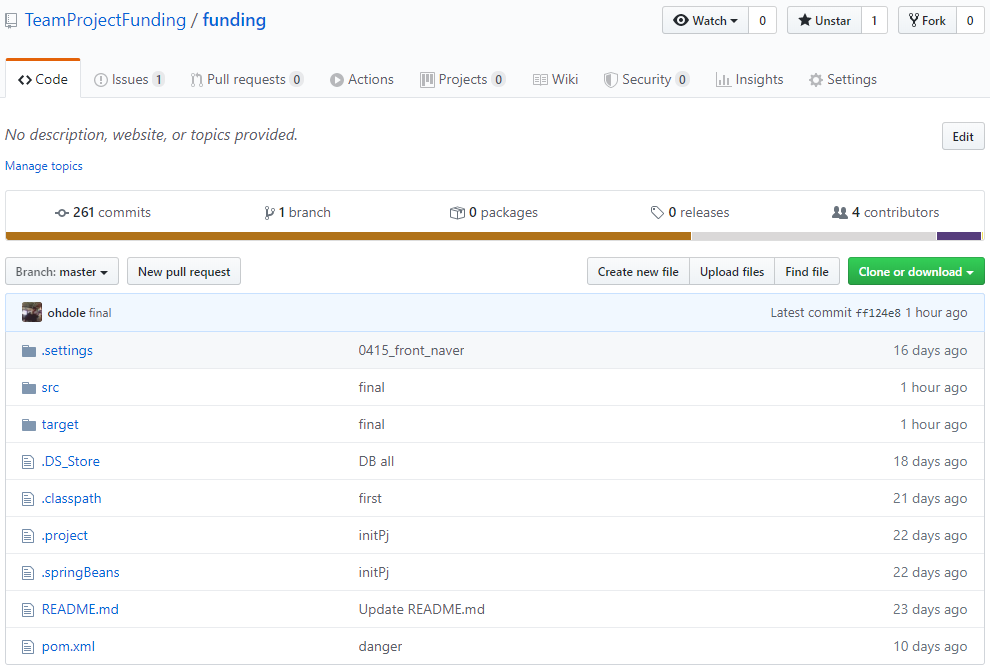 TeamProjectFunding / funding
Watch 0 Unstar 1 Fork 0
Code Issues 1 Pull requests 0 Actions Projects 0 Wiki Security 0 Insights Settings
No description, website, or topics provided. Edit
Manage topics
261 commits 1 branch 0 packages 0 releases 4 contributors
Branch: master New pull request Create new file Upload files Find file Clone or download
ohdole final Latest commit ff124e8 1 hour ago
.settings 0415_front_naver 16 days ago
src final 1 hour ago
target final 1 hour ago
.DS_Store DB all 18 days ago
.classpath first 21 days ago
.project initPj 22 days ago
.springBeans initPj 22 days ago
README.md Update README.md 23 days ago
pom.xml danger 10 days ago